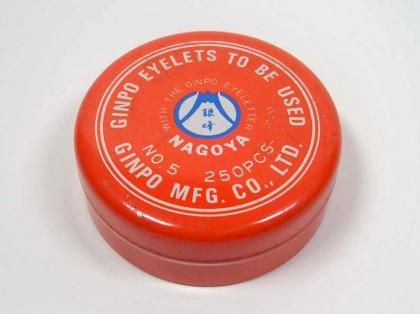 GINPO EYELETS TO BE USED
WITH THE GINPO EYELETTER
銀峰
NAGOYA
NO. 5 250PCS.
GINPO MFG. CO., LTD.